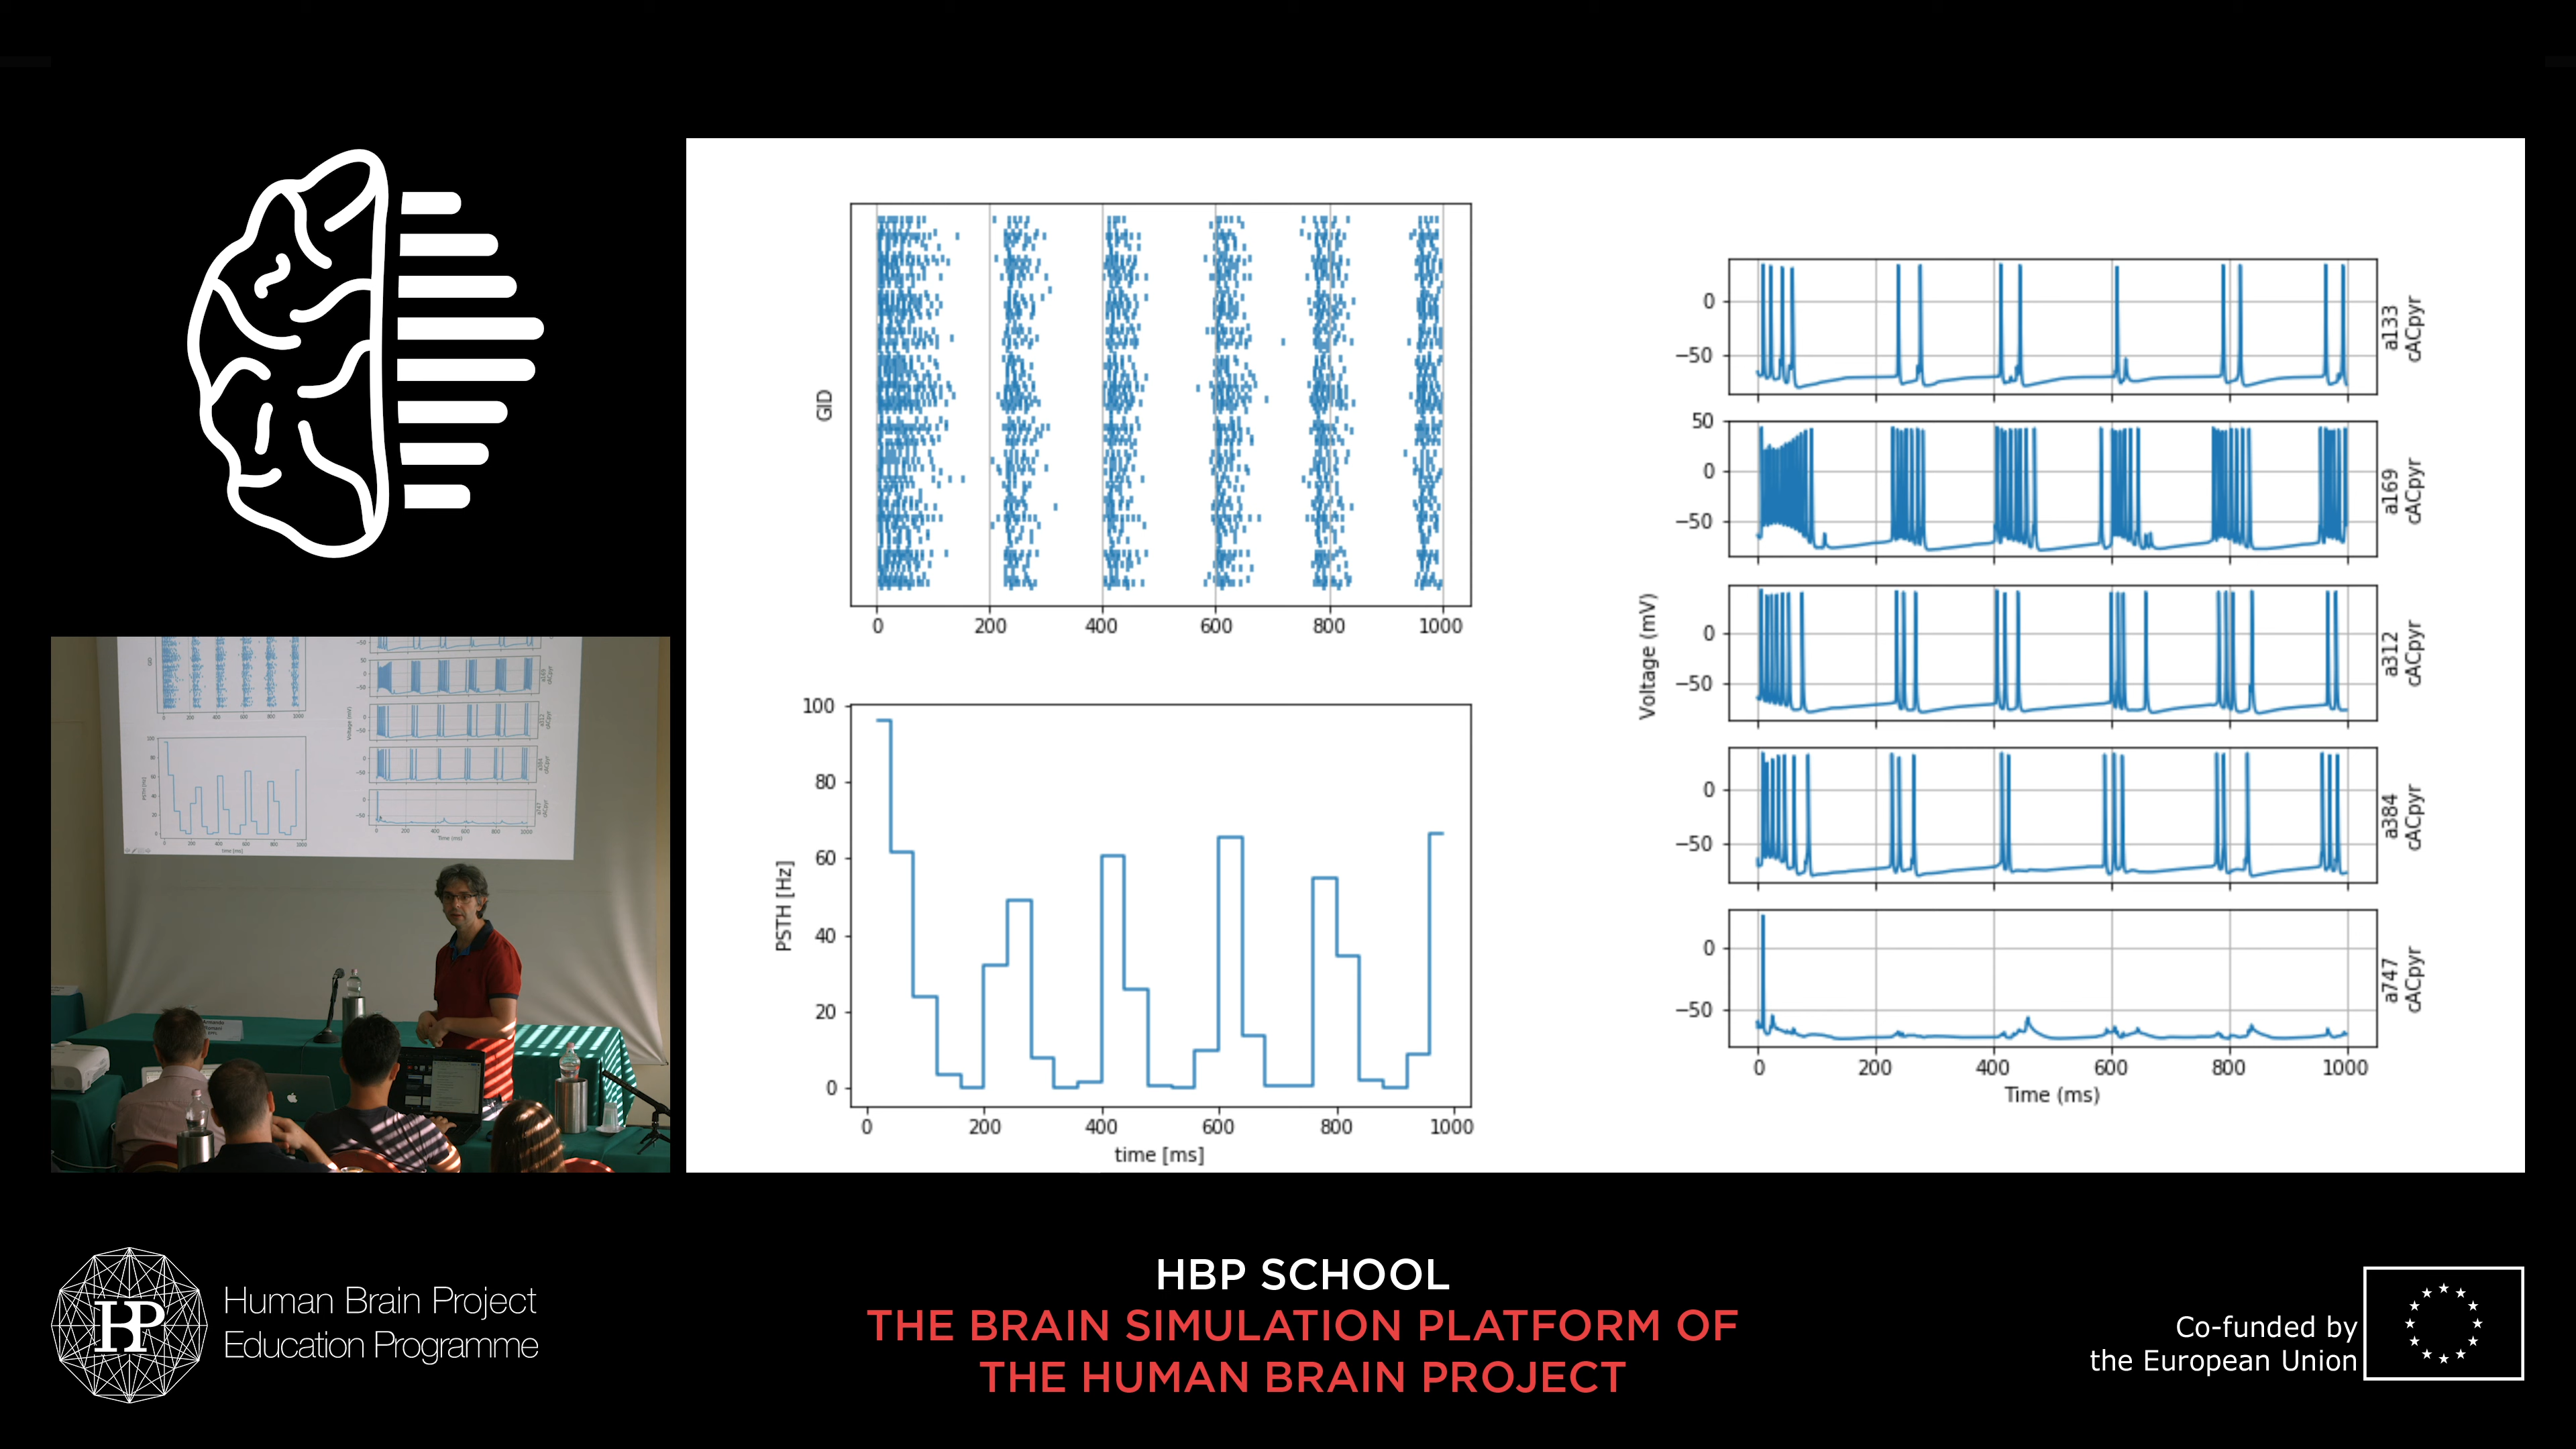 GID
0 200 400 600 800 1000
100
80
60
40
20
0
PSTH [Hz]
0 200 400 600 800 1000
time [ms]
Voltage (mV)
0
−50
a133
cACpyr
50
0
−50
a169
cACpyr
0
−50
a312
cACpyr
0
−50
a384
cACpyr
0
−50
a747
cACpyr
0 200 400 600 800 1000
Time (ms)
HBP
Human Brain Project
Education Programme
HBP SCHOOL
THE BRAIN SIMULATION PLATFORM OF
THE HUMAN BRAIN PROJECT
Co-funded by
the European Union